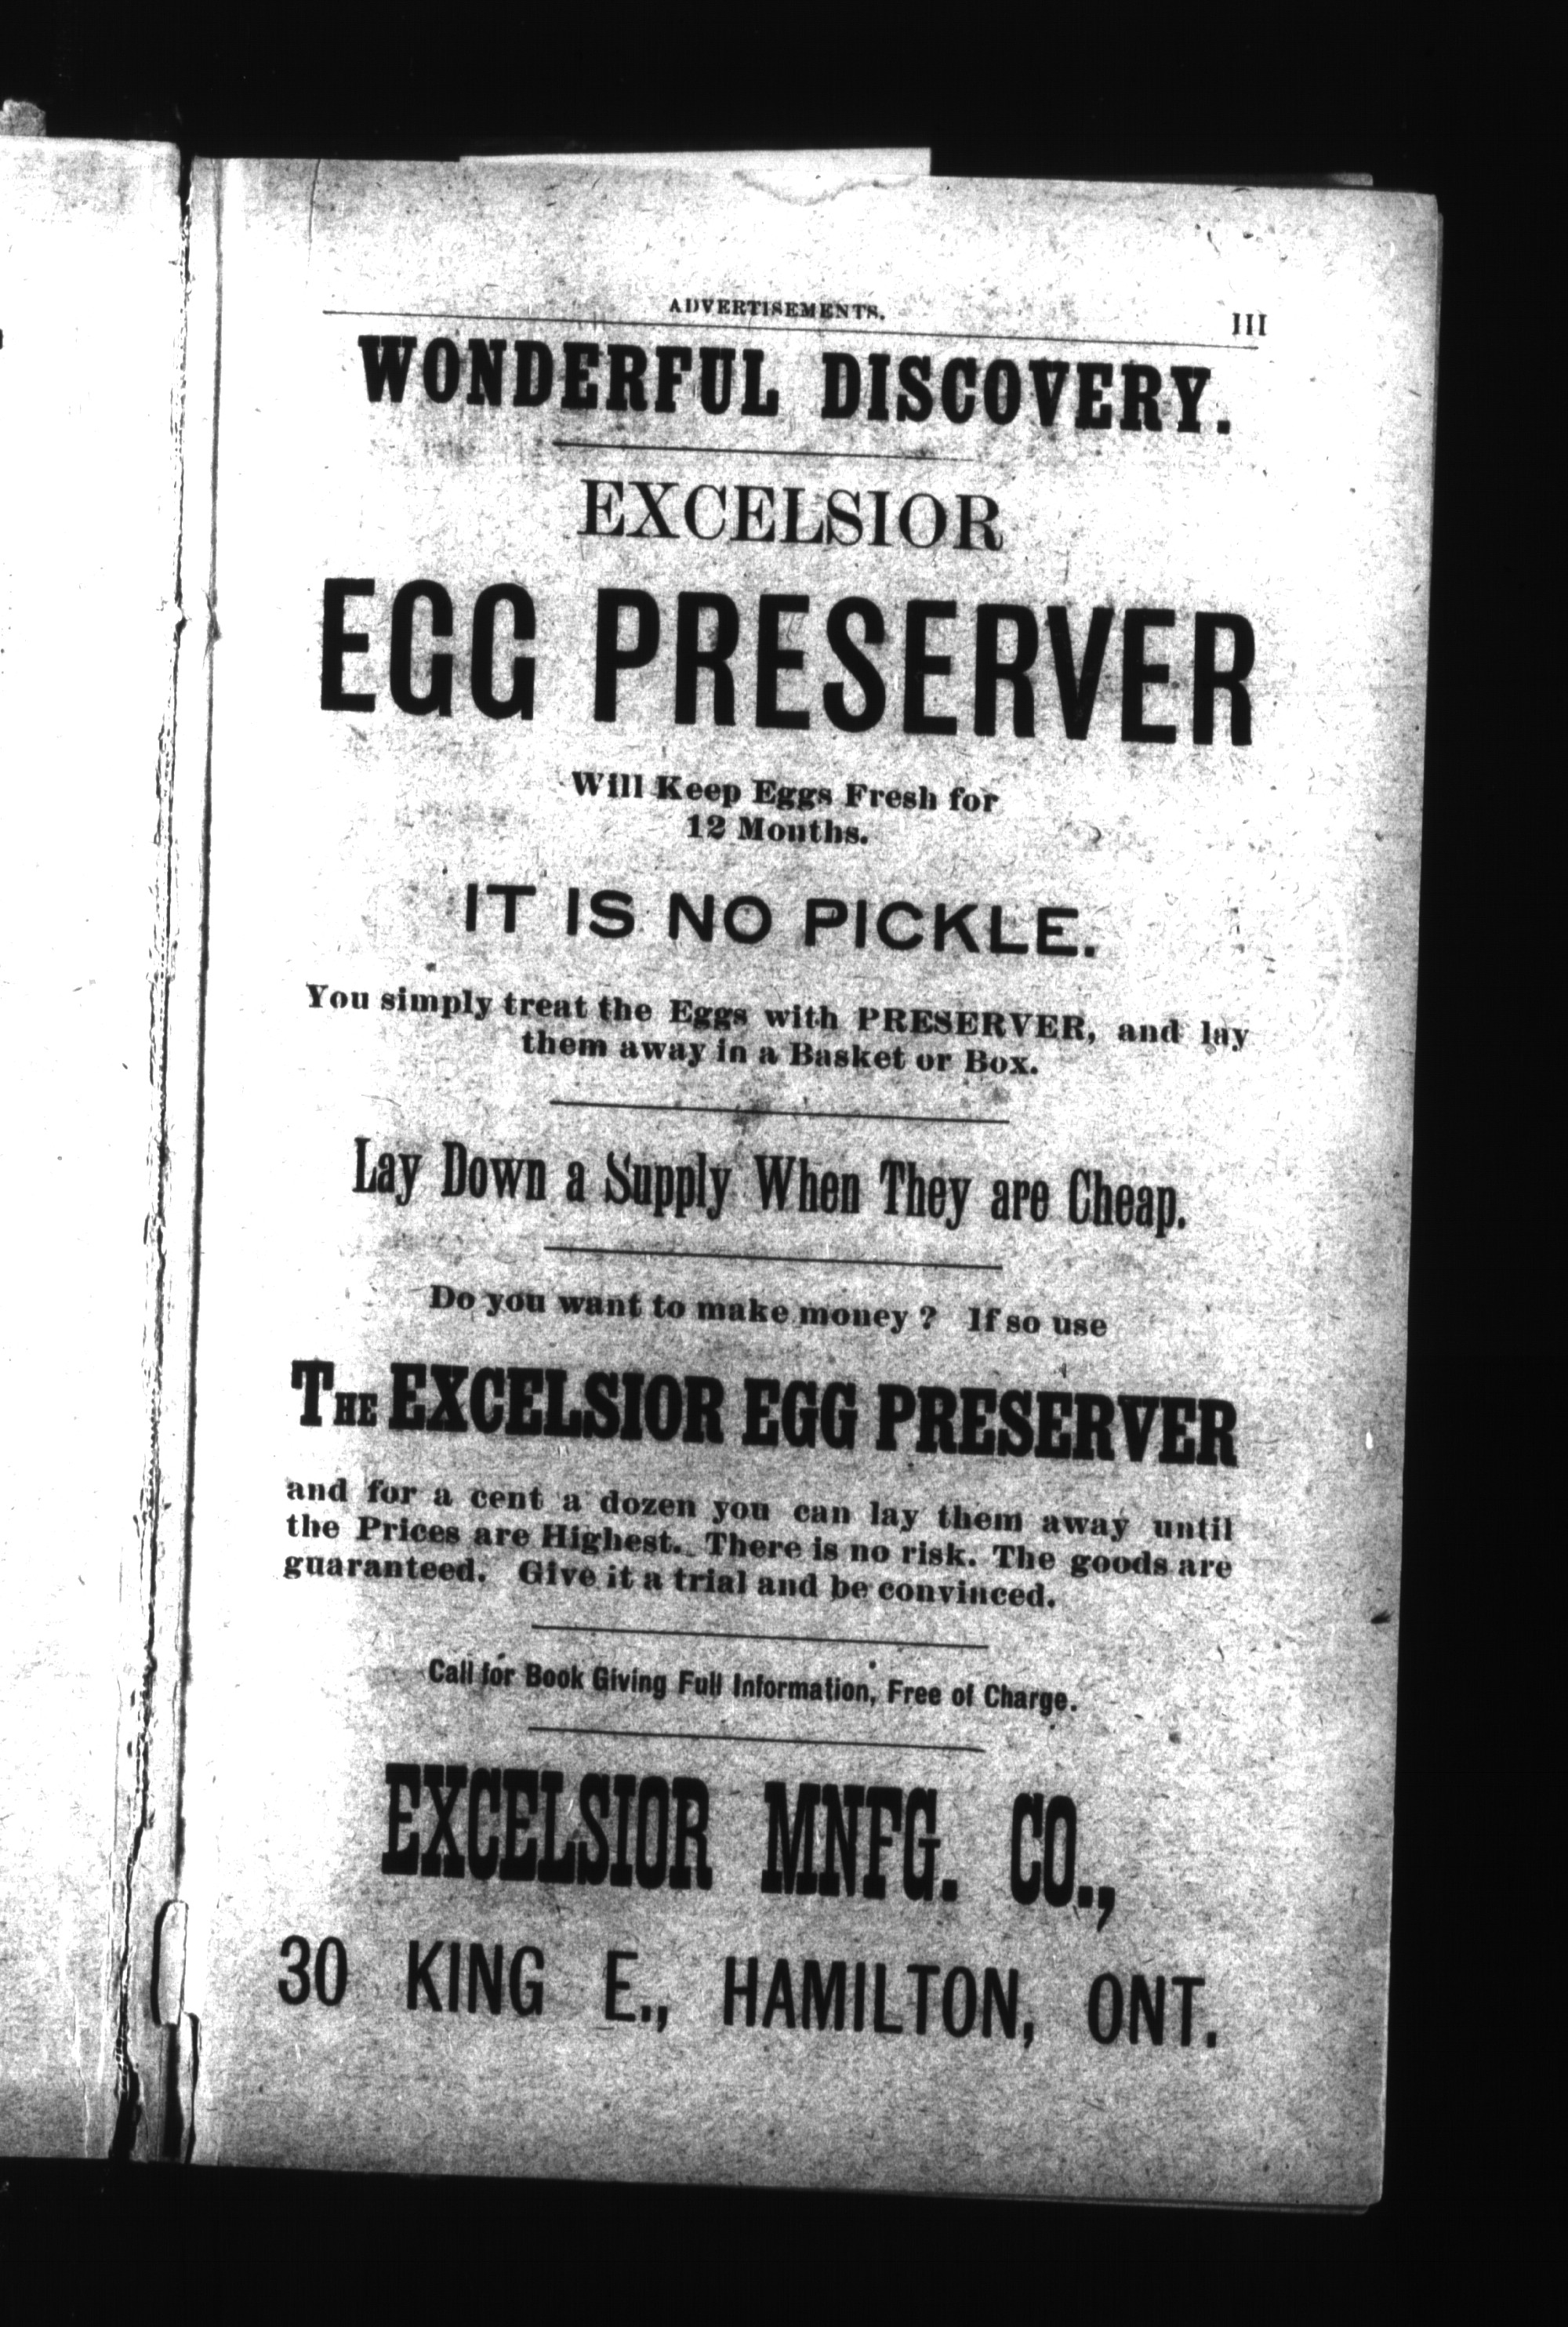 ADVERTISEMENTS. III
WONDERFUL DISCOVERY.
EXCELSIOR
EGG PRESERVER
Will Keep Eggs Fresh for
12 Months.
IT IS NO PICKLE.
You simply treat the Eggs with PRESERVER, and lay
them away in a Basket or Box.
Lay Down a Supply When They are Cheap.
Do you want to make money? If so use
THE EXCELSIOR EGG PRESERVER
and for a cent a dozen you can lay them away until
the Prices are Highest. There is no risk. The goods are
guaranteed. Give it a trial and be convinced.
Call for Book Giving Full Information, Free of Charge.
EXCELSIOR MNFG. CO.,
30 KING E., HAMILTON, ONT.